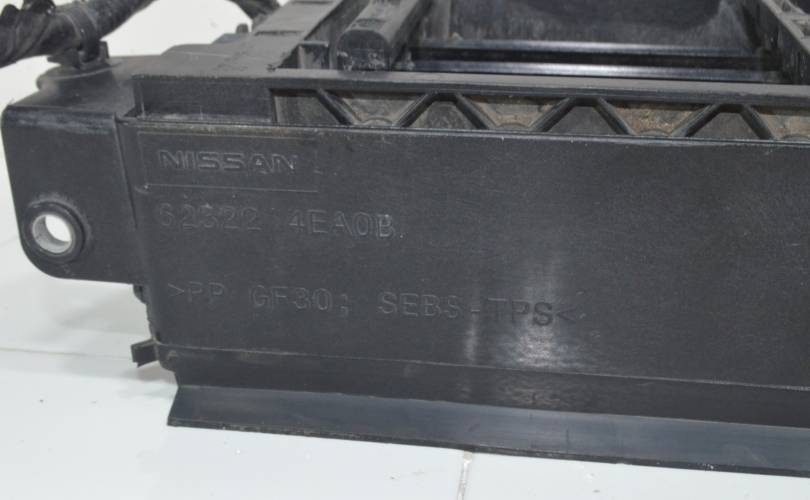 NISSAN
62322 4EA0B
>PP GF30; SEBS-TPS<